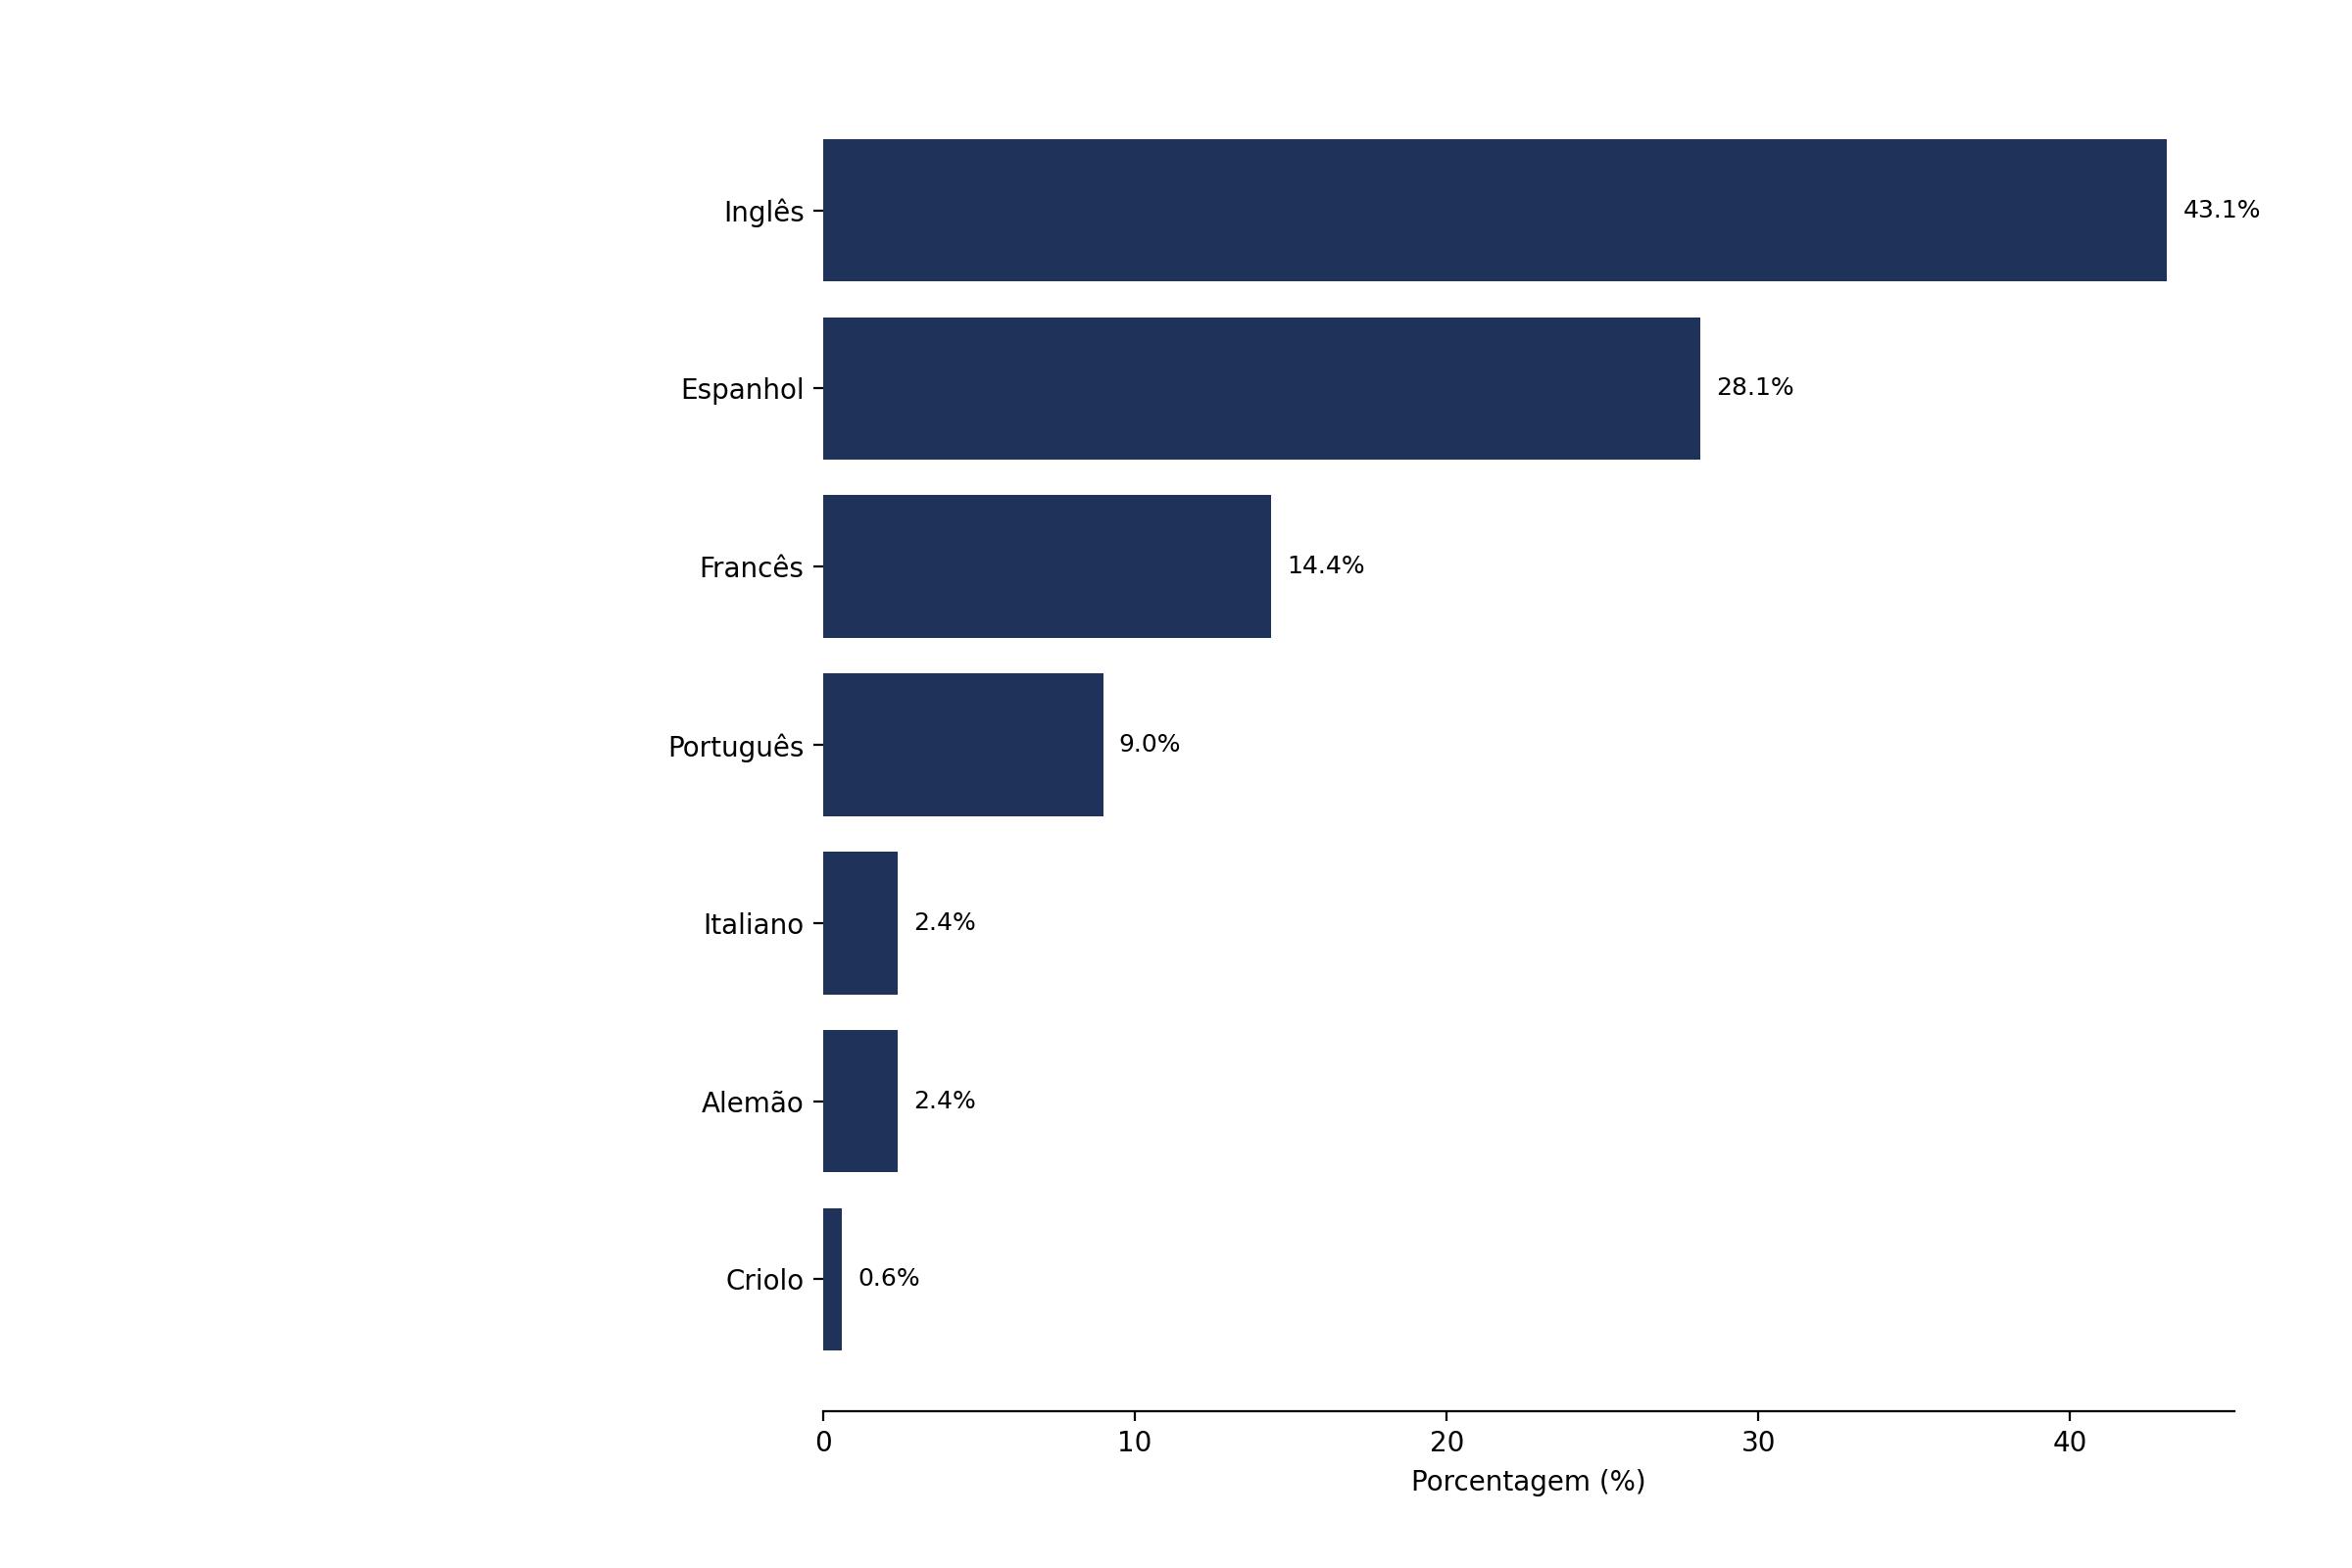 Inglês 43.1%
Espanhol 28.1%
Francês 14.4%
Português 9.0%
Italiano 2.4%
Alemão 2.4%
Criolo 0.6%
0 10 20 30 40
Porcentagem (%)